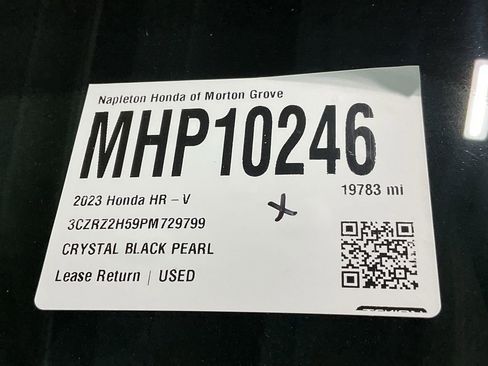 Napleton Honda of Morton Grove
MHP10246
2023 Honda HR – V
19783 mi
3CZRZ2H59PM729799
X
CRYSTAL BLACK PEARL
Lease Return | USED